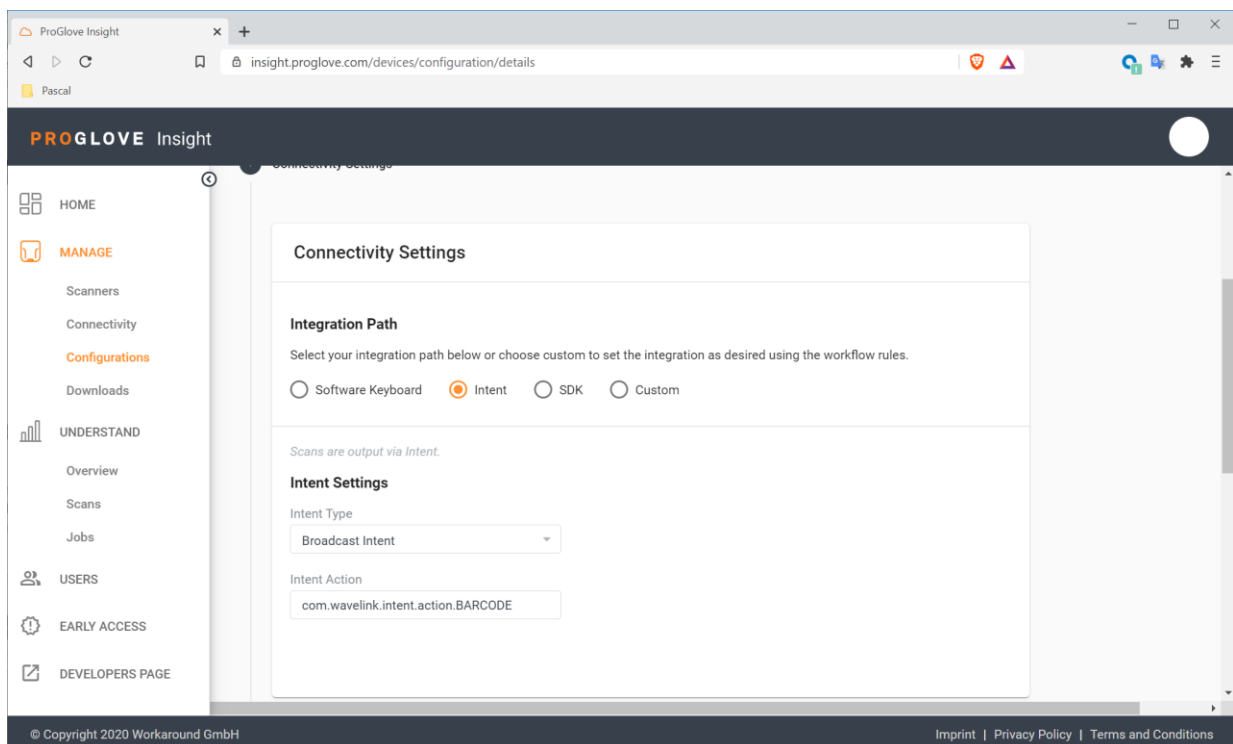 ProGlove Insight
insight.proglove.com/devices/configuration/details
Pascal
PROGLOVE Insight
HOME
MANAGE
Scanners
Connectivity
Configurations
Downloads
UNDERSTAND
Overview
Scans
Jobs
USERS
EARLY ACCESS
DEVELOPERS PAGE
Connectivity Settings
Connectivity Settings
Integration Path
Select your integration path below or choose custom to set the integration as desired using the workflow rules.
Software Keyboard Intent SDK Custom
Scans are output via Intent.
Intent Settings
Intent Type
Broadcast Intent
Intent Action
com.wavelink.intent.action.BARCODE
© Copyright 2020 Workaround GmbH
Imprint | Privacy Policy | Terms and Conditions